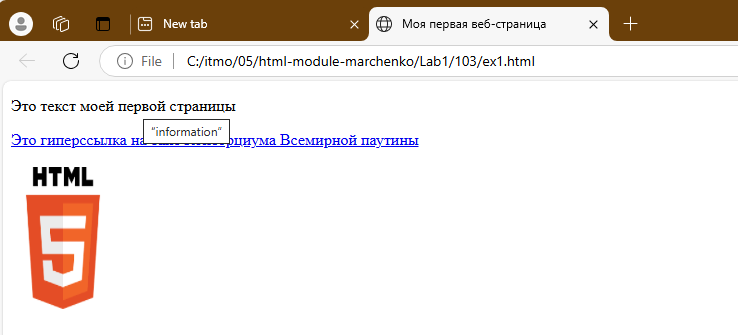 New tab
Моя первая веб-страница
File
C:/itmo/05/html-module-marchenko/Lab1/103/ex1.html
Это текст моей первой страницы
"information"
Это гиперссылка на Всемирной паутины
HTML
5